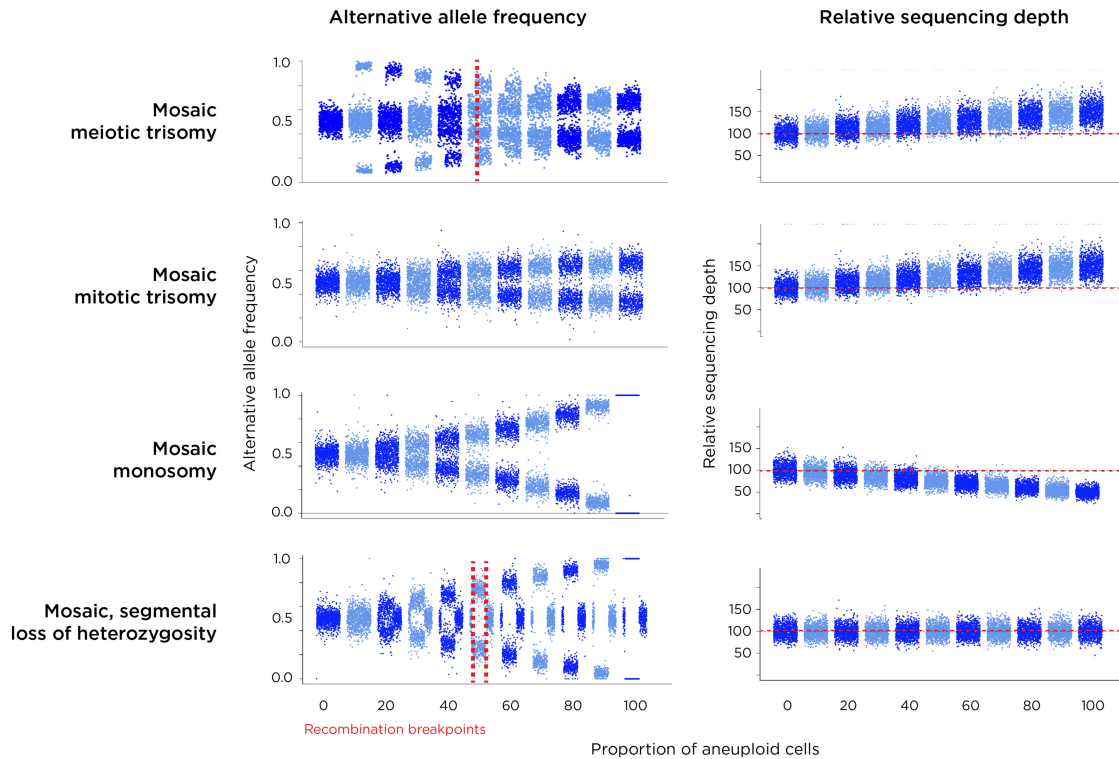 Alternative allele frequency
Relative sequencing depth
Mosaic
meiotic trisomy
1.0
0.5
0.0
150
100
50
Mosaic
mitotic trisomy
1.0
0.5
0.0
150
100
50
Alternative allele frequency
Relative sequencing depth
Mosaic
monosomy
1.0
0.5
0.0
150
100
50
Mosaic, segmental
loss of heterozygosity
1.0
0.5
0.0
150
100
50
0 20 40 60 80 100
0 20 40 60 80 100
Recombination breakpoints
Proportion of aneuploid cells